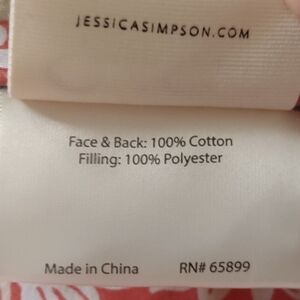 JESSICASIMPSON.COM
Face & Back: 100% Cotton
Filling: 100% Polyester
Made in China RN# 65899